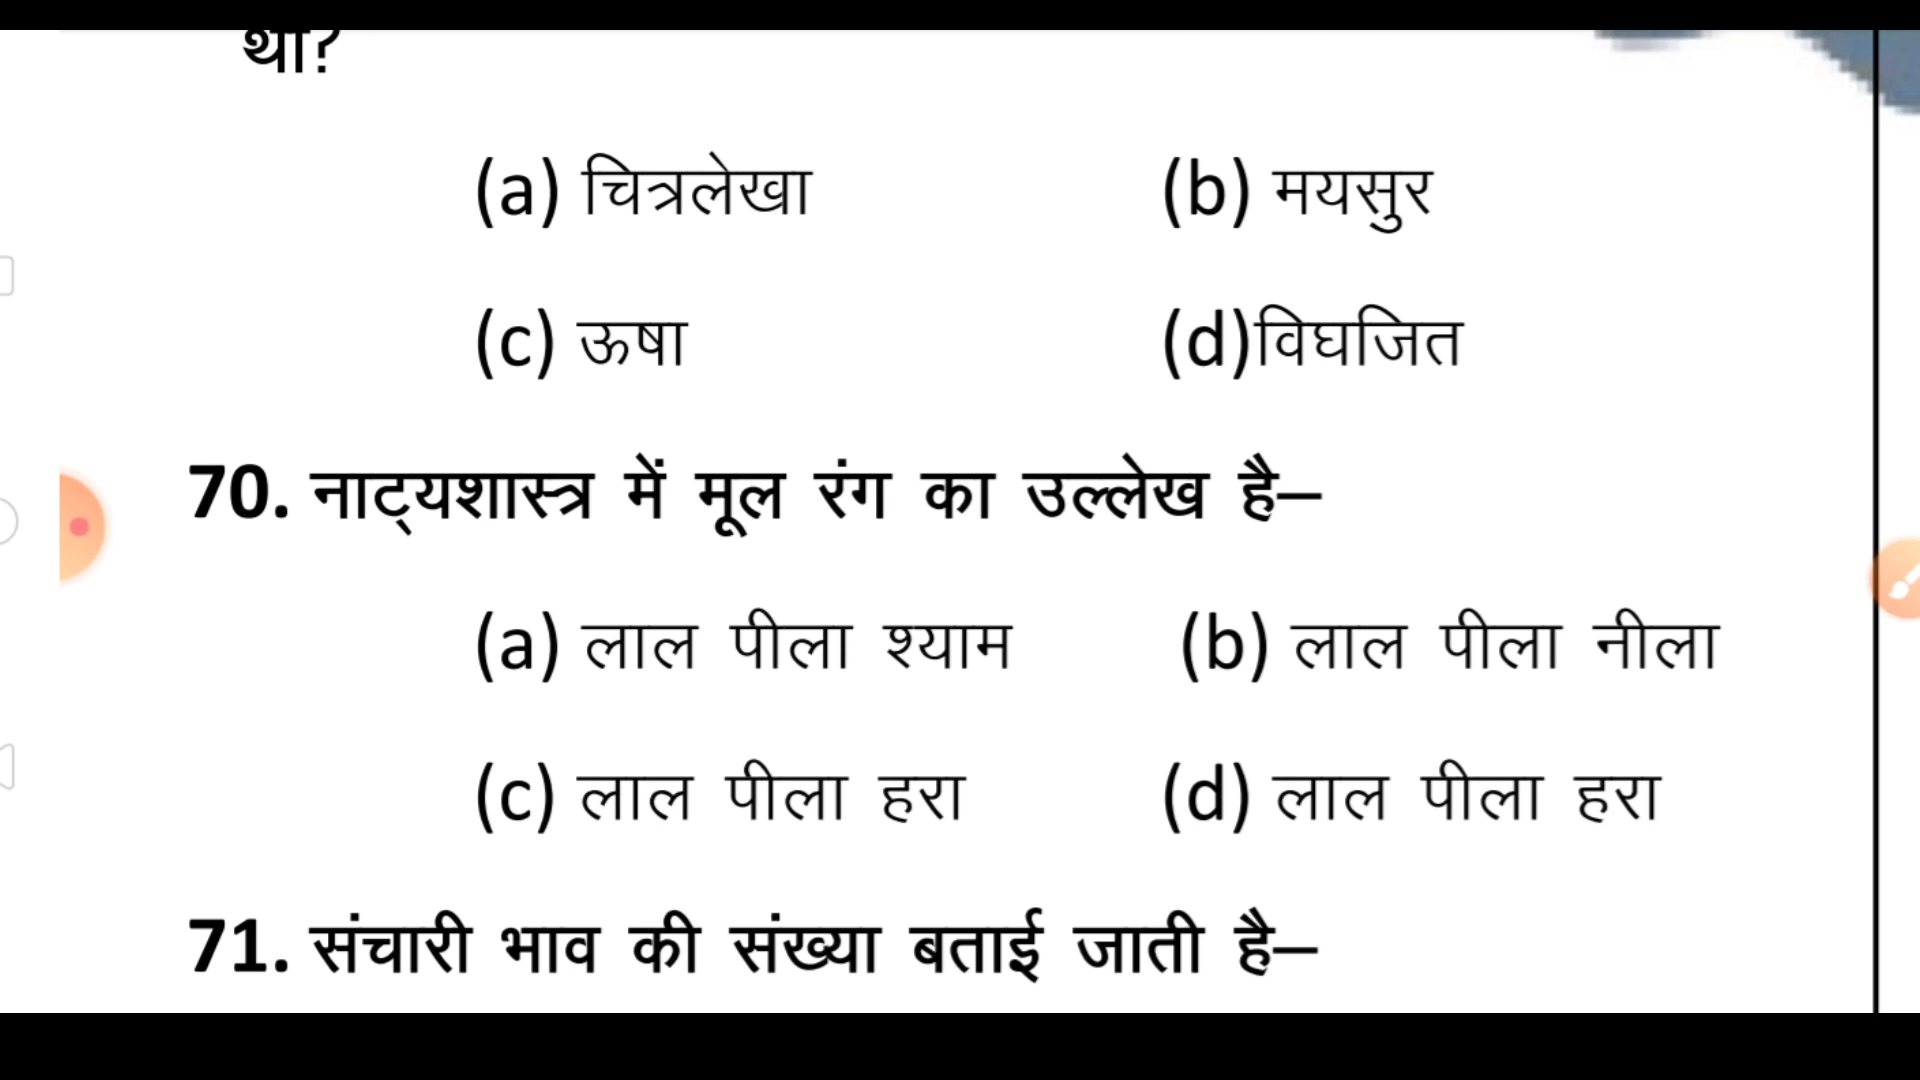 था?
(a) चित्रलेखा (b) मयसुर
(c) ऊषा (d)विघजित
70. नाट्यशास्त्र में मूल रंग का उल्लेख है–
(a) लाल पीला श्याम (b) लाल पीला नीला
(c) लाल पीला हरा (d) लाल पीला हरा
71. संचारी भाव की संख्या बताई जाती है–